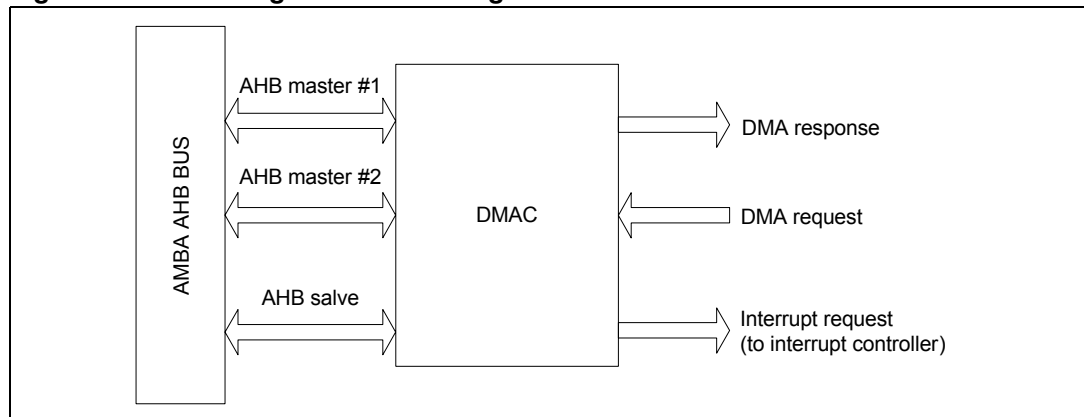 AHB master #1
DMA response
AHB master #2
AMBA AHB BUS
DMAC
DMA request
AHB salve
Interrupt request
(to interrupt controller)